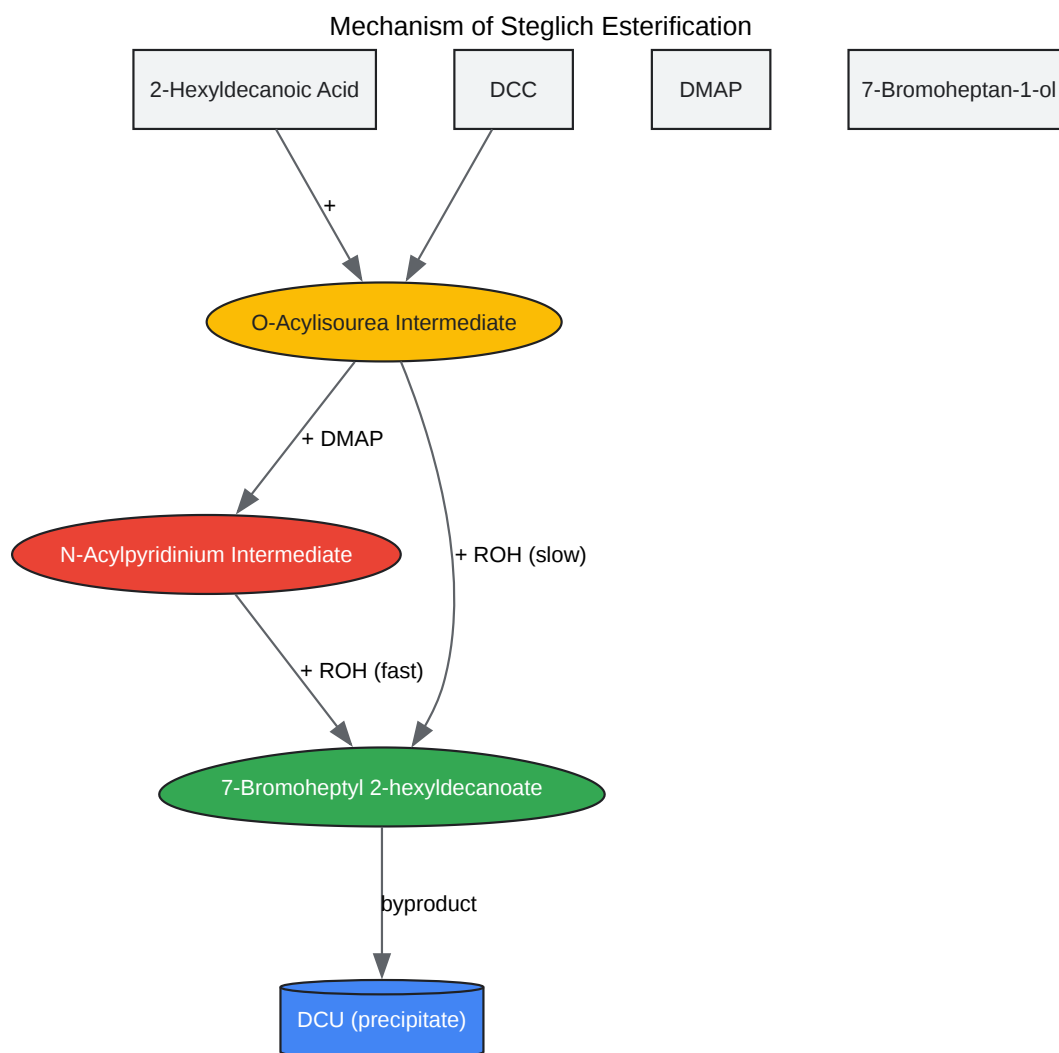 Mechanism of Steglich Esterification
2-Hexyldecanoic Acid
DCC
DMAP
7-Bromoheptan-1-ol
+
O-Acylisourea Intermediate
+ DMAP
N-Acylpyridinium Intermediate
+ ROH (slow)
+ ROH (fast)
7-Bromoheptyl 2-hexyldecanoate
byproduct
DCU (precipitate)